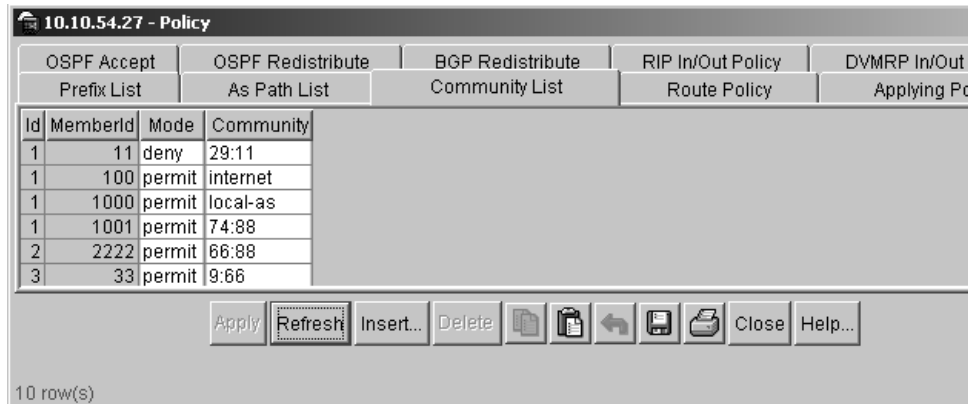 10.10.54.27 - Policy
OSPF Accept OSPF Redistribute BGP Redistribute RIP In/Out Policy DVMRP In/Out
Prefix List As Path List Community List Route Policy Applying Po
Id MemberId Mode Community
1 11 deny 29:11
1 100 permit internet
1 1000 permit local-as
1 1001 permit 74:88
2 2222 permit 66:88
3 33 permit 9:66
Apply Refresh Insert... Delete Close Help...
10 row(s)